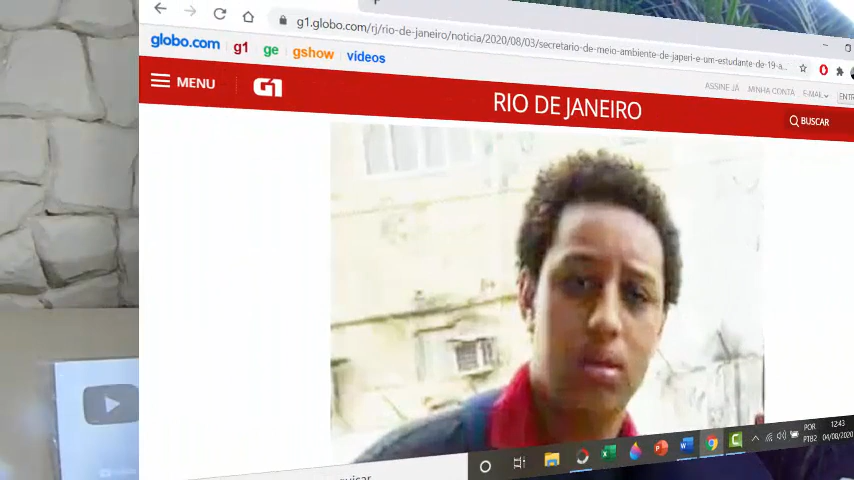 g1.globo.com/rj/rio-de-janeiro/noticia/2020/08/03/secretario-de-meio-ambiente-de-japeri-e-um-estudante-de-19-a...
globo.com g1 ge gshow vídeos
MENU G1
RIO DE JANEIRO
ASSINE JÁ MINHA CONTA E-MAIL ENTR
BUSCAR
POR
PTB2
12:43
04/08/2020